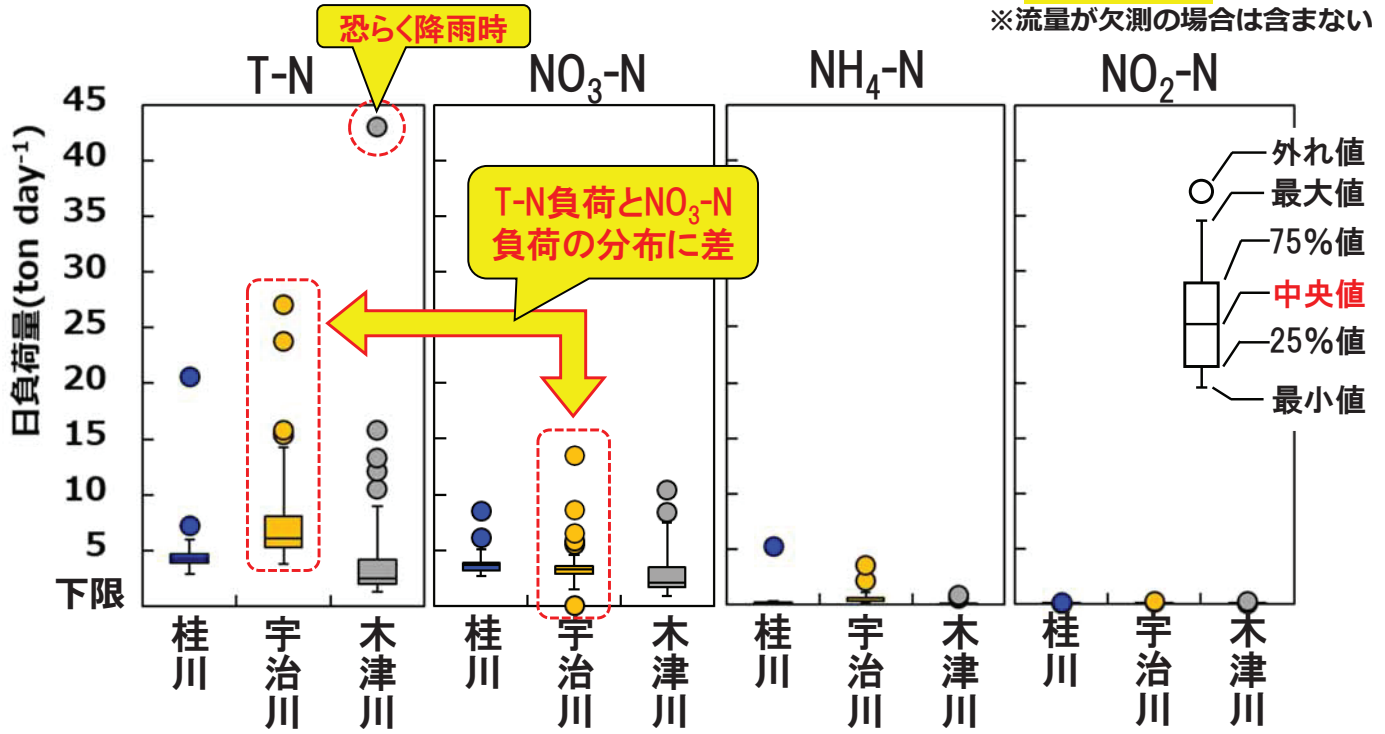 ※流量が欠測の場合は含まない
恐らく降雨時
T-N
NO₃-N
NH₄-N
NO₂-N
日負荷量(ton day⁻¹)
45
40
35
30
25
20
15
10
5
下限
T-N負荷とNO₃-N
負荷の分布に差
外れ値
最大値
75%値
中央値
25%値
最小値
桂川
宇治川
木津川
桂川
宇治川
木津川
桂川
宇治川
木津川
桂川
宇治川
木津川